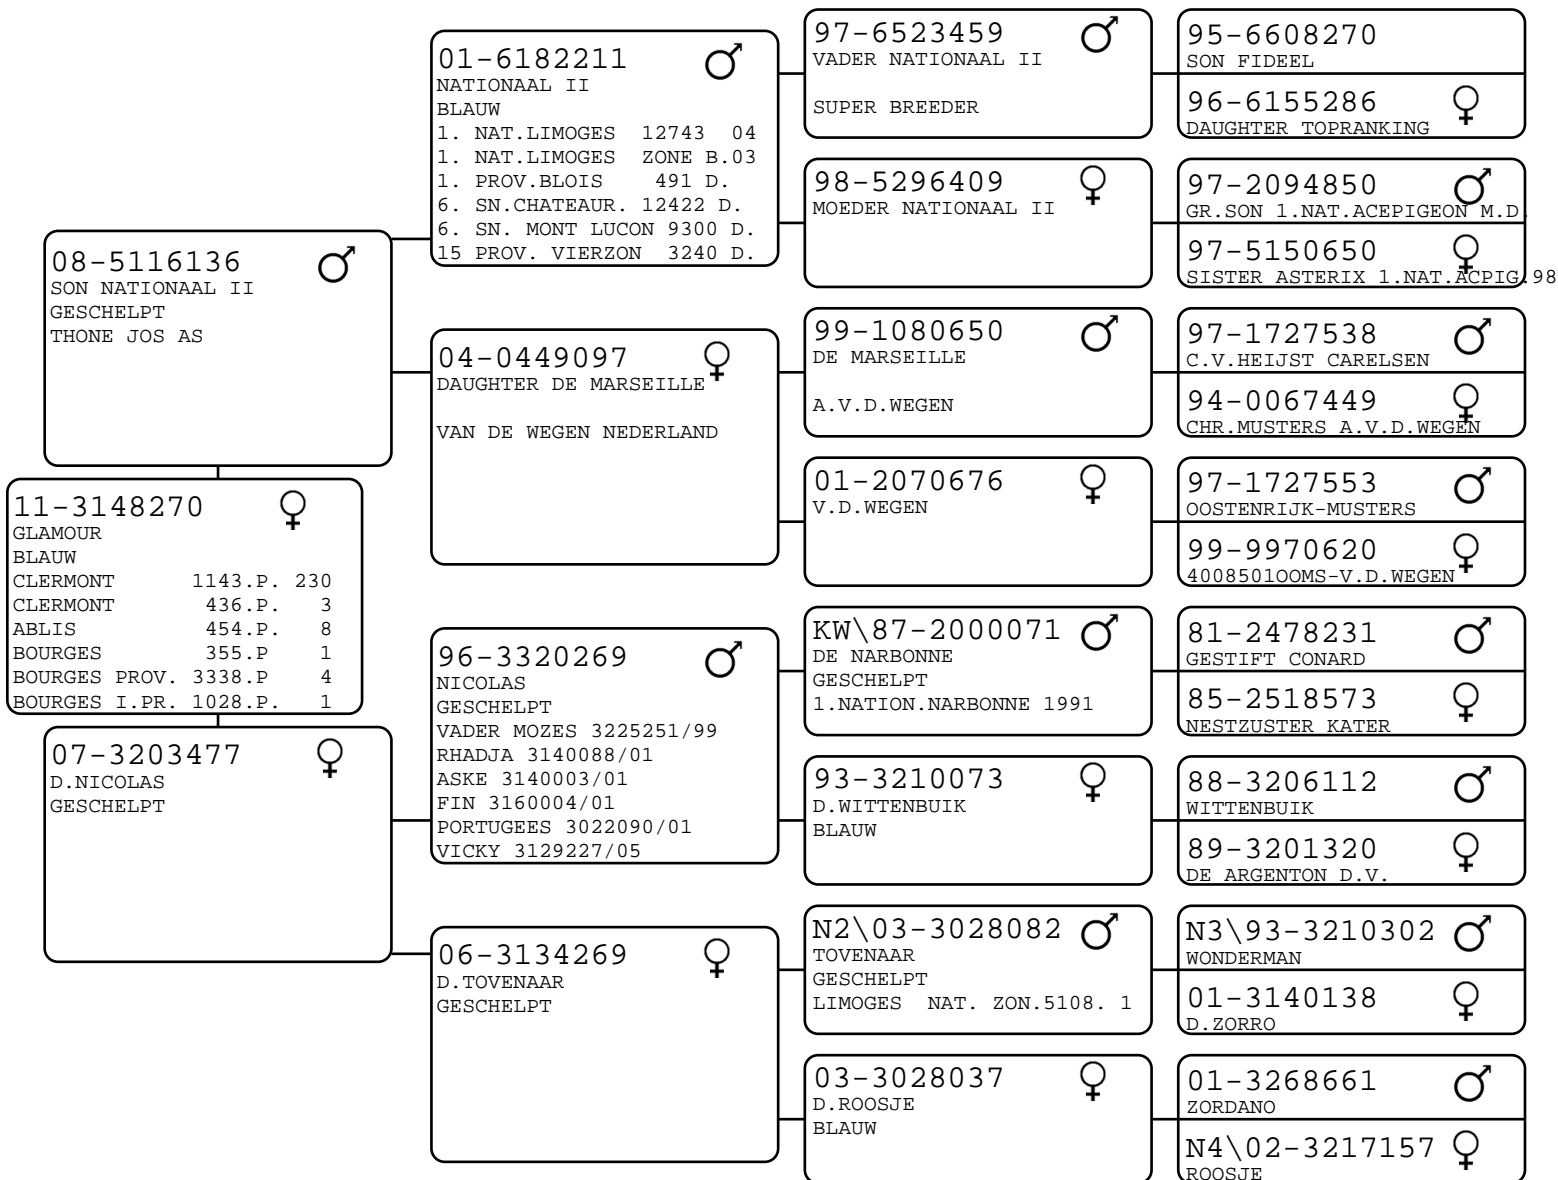 01-6182211
NATIONAAL II
BLAUW
1. NAT.LIMOGES 12743 04
1. NAT.LIMOGES ZONE B.03
1. PROV.BLOIS 491 D.
6. SN.CHATEAUR. 12422 D.
6. SN. MONT LUCON 9300 D.
15 PROV. VIERZON 3240 D.
08-5116136
SON NATIONAAL II
GESCHELPT
THONE JOS AS
04-0449097
DAUGHTER DE MARSEILLE
VAN DE WEGEN NEDERLAND
11-3148270
GLAMOUR
BLAUW
CLERMONT 1143.P. 230
CLERMONT 436.P. 3
ABLIS 454.P. 8
BOURGES 355.P 1
BOURGES PROV. 3338.P 4
BOURGES I.PR. 1028.P. 1
07-3203477
D.NICOLAS
GESCHELPT
96-3320269
NICOLAS
GESCHELPT
VADER MOZES 3225251/99
RHADJA 3140088/01
ASKE 3140003/01
FIN 3160004/01
PORTUGEES 3022090/01
VICKY 3129227/05
06-3134269
D.TOVENAAR
GESCHELPT
97-6523459
VADER NATIONAAL II
SUPER BREEDER
98-5296409
MOEDER NATIONAAL II
99-1080650
DE MARSEILLE
A.V.D.WEGEN
01-2070676
V.D.WEGEN
KW\87-2000071
DE NARBONNE
GESCHELPT
1.NATION.NARBONNE 1991
93-3210073
D.WITTENBUIK
BLAUW
N2\03-3028082
TOVENAAR
GESCHELPT
LIMOGES NAT. ZON.5108. 1
03-3028037
D.ROOSJE
BLAUW
95-6608270
SON FIDEEL
96-6155286
DAUGHTER TOPRANKING
97-2094850
GR.SON 1.NAT.ACEPIGEON M.D.
97-5150650
SISTER ASTERIX 1.NAT.ACPIG.98
97-1727538
C.V.HEIJST CARELSEN
94-0067449
CHR.MUSTERS A.V.D.WEGEN
97-1727553
OOSTENRIJK-MUSTERS
99-9970620
4008501OOMS-V.D.WEGEN
81-2478231
GESTIFT CONARD
85-2518573
NESTZUSTER KATER
88-3206112
WITTENBUIK
89-3201320
DE ARGENTON D.V.
N3\93-3210302
WONDERMAN
01-3140138
D.ZORRO
01-3268661
ZORDANO
N4\02-3217157
ROOSJE